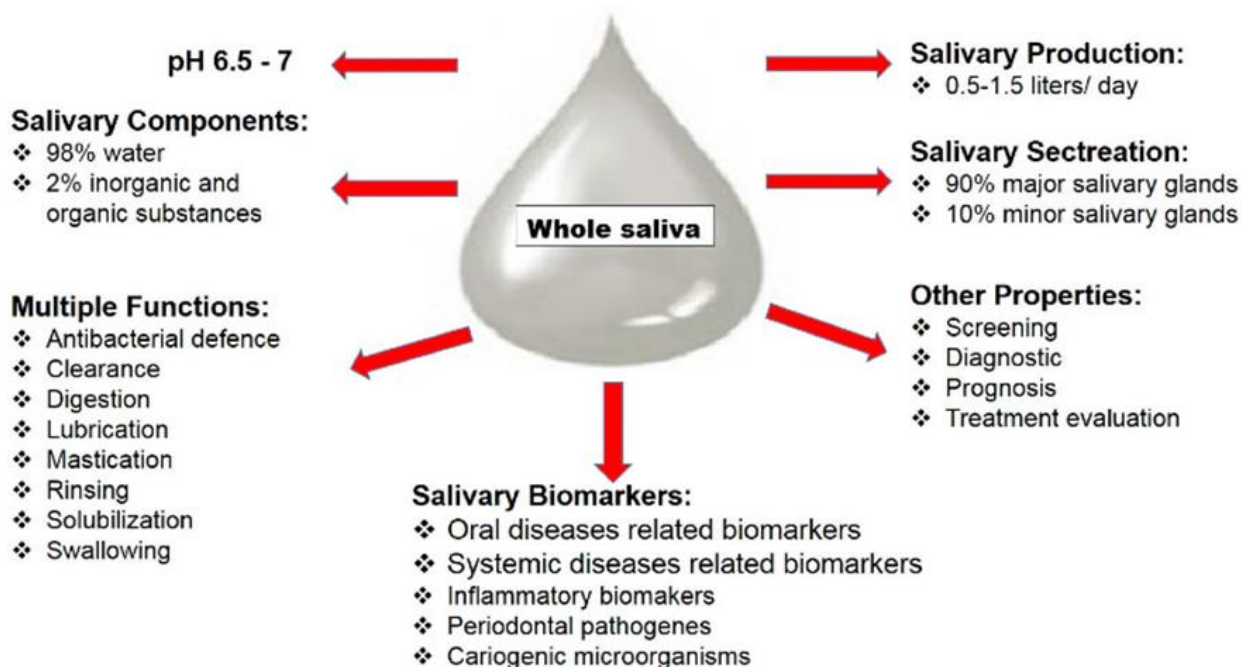 pH 6.5 - 7
Salivary Components:
❖ 98% water
❖ 2% inorganic and
organic substances
Multiple Functions:
❖ Antibacterial defence
❖ Clearance
❖ Digestion
❖ Lubrication
❖ Mastication
❖ Rinsing
❖ Solubilization
❖ Swallowing
Whole saliva
Salivary Biomarkers:
❖ Oral diseases related biomarkers
❖ Systemic diseases related biomarkers
❖ Inflammatory biomakers
❖ Periodontal pathogenes
❖ Cariogenic microorganisms
Salivary Production:
❖ 0.5-1.5 liters/ day
Salivary Sectreation:
❖ 90% major salivary glands
❖ 10% minor salivary glands
Other Properties:
❖ Screening
❖ Diagnostic
❖ Prognosis
❖ Treatment evaluation